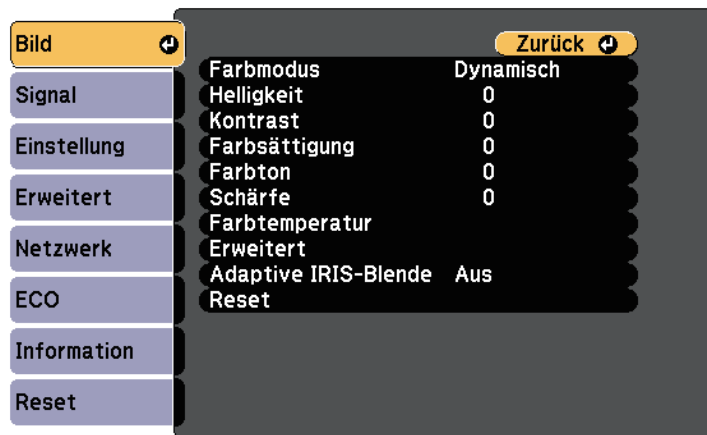 Bild
Signal
Einstellung
Erweitert
Netzwerk
ECO
Information
Reset
Zurück
Farbmodus Dynamisch
Helligkeit 0
Kontrast 0
Farbsättigung 0
Farbton 0
Schärfe 0
Farbtemperatur
Erweitert
Adaptive IRIS-Blende Aus
Reset